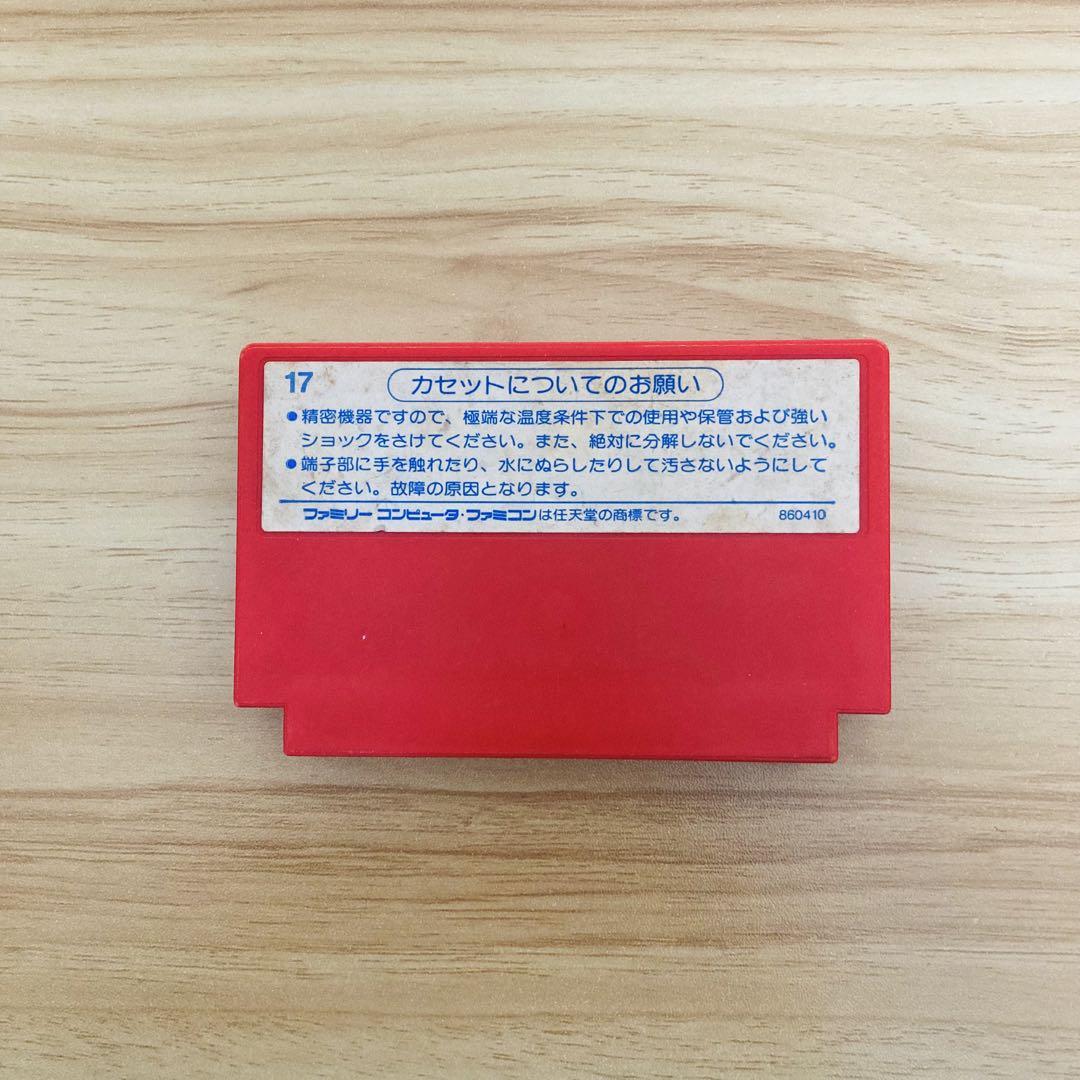 17
カセットについてのお願い
●精密機器ですので、極端な温度条件下での使用や保管および強い
ショックをさけてください。また、絶対に分解しないでください。
●端子部に手を触れたり、水にぬらしたりして汚さないようにして
ください。故障の原因となります。
ファミリー コンピュータ・ファミコンは任天堂の商標です。 860410